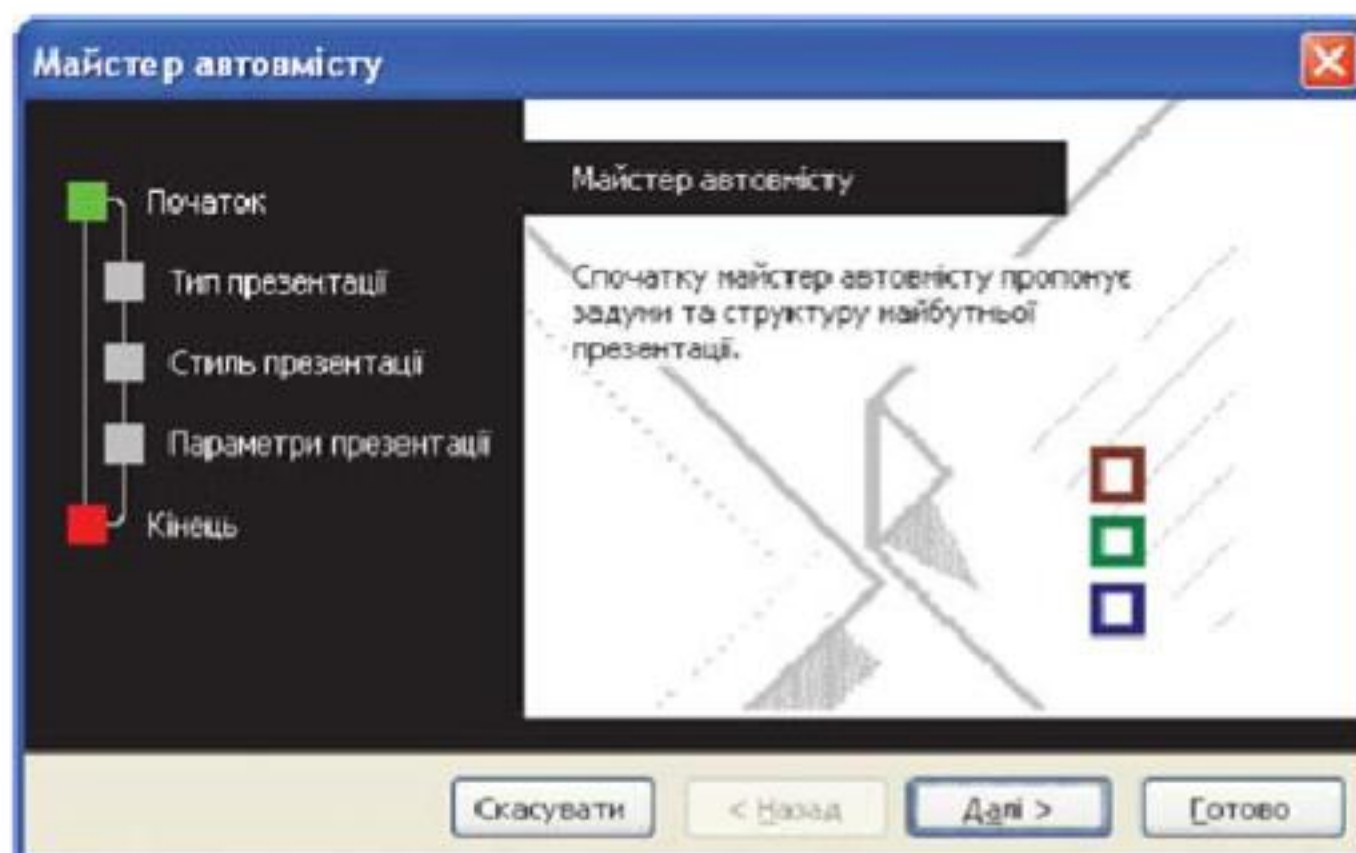 Майстер автовмісту
Початок
Тип презентації
Стиль презентації
Параметри презентації
Кінець
Майстер автовмісту
Спочатку майстер автовмісту пропонує
задуми та структуру майбутньої
презентації.
Скасувати
< Назад
Далі >
Готово